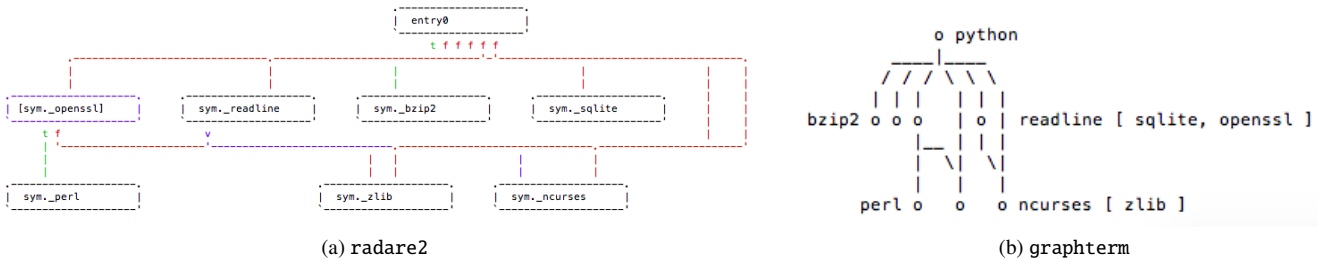 entry0
t f f f f f
[sym._openssl]
sym._readline
sym._bzip2
sym._sqlite
t f
v
sym._perl
sym._zlib
sym._ncurses
(a) radare2
o python
bzip2 o o o o readline [ sqlite, openssl ]
perl o o o ncurses [ zlib ]
(b) graphterm